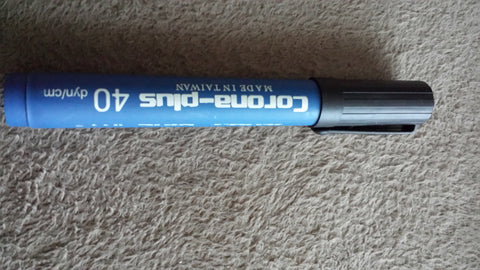 Corona-plus
MADE IN TAIWAN
40 dyn/cm